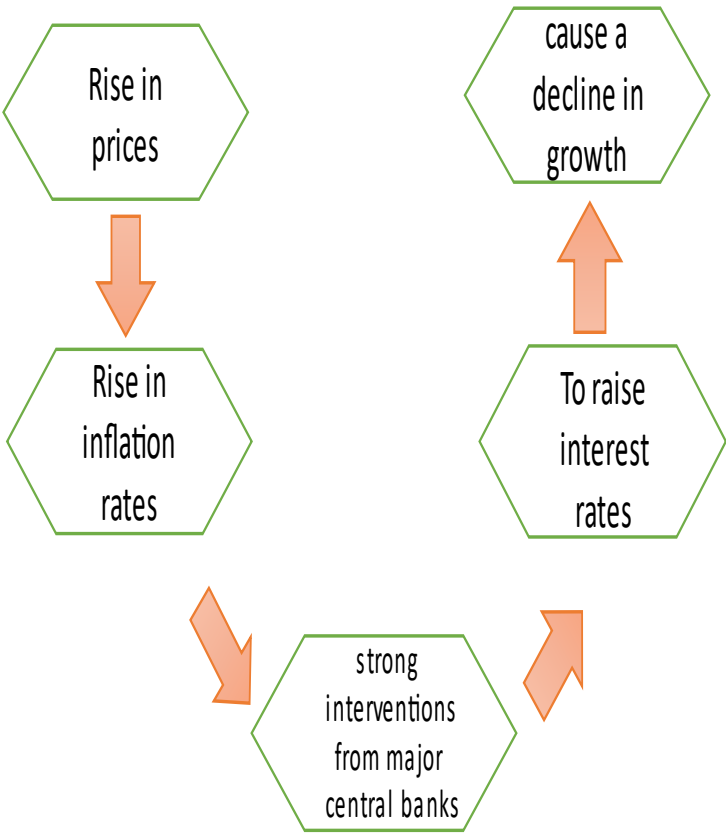 Rise in
prices
Rise in
inflation
rates
strong
interventions
from major
central banks
To raise
interest
rates
cause a
decline in
growth